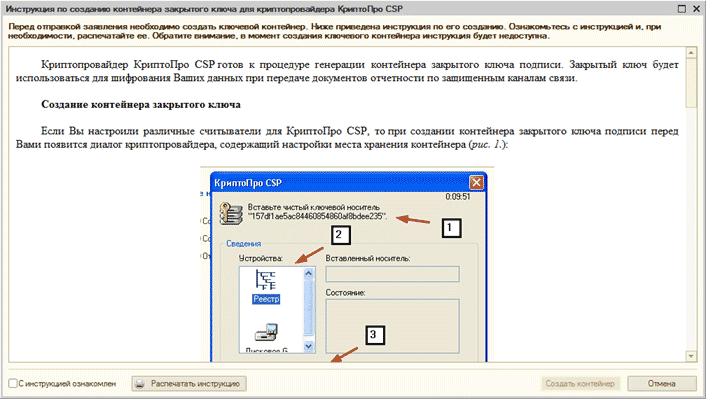 Инструкция по созданию контейнера закрытого ключа для криптопровайдера КриптоПро CSP
Перед отправкой заявления необходимо создать ключевой контейнер. Ниже приведена инструкция по его созданию. Ознакомьтесь с инструкцией и, при
необходимости, распечатайте ее. Обратите внимание, в момент создания ключевого контейнера инструкция будет недоступна.
Криптопровайдер КриптоПро CSP готов к процедуре генерации контейнера закрытого ключа подписи. Закрытый ключ будет
использоваться для шифрования Ваших данных при передаче документов отчетности по защищенным каналам связи.
Создание контейнера закрытого ключа
Если Вы настроили различные считыватели для КриптоПро CSP, то при создании контейнера закрытого ключа подписи перед
Вами появится диалог криптопровайдера, содержащий настройки места хранения контейнера (рис. 1.):
КриптоПро CSP
0:09:51
Вставьте чистый ключевой носитель
"157df1ae5ac84460854860af8bdee235".
1
2
Сведения
Устройства:
Вставленный носитель:
Реестр
Состояние:
3
Дисковод G
С инструкцией ознакомлен
Распечатать инструкцию
Создать контейнер
Отмена